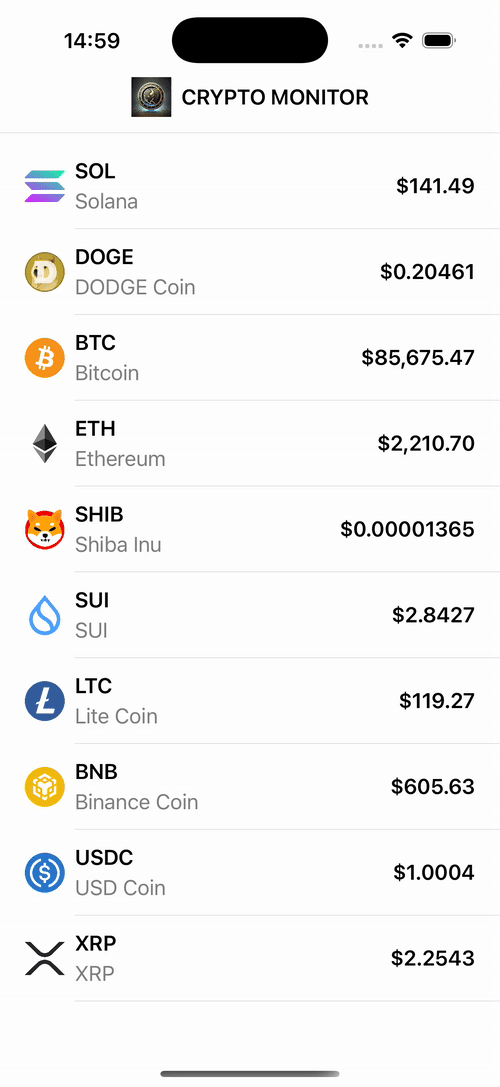 14:59
CRYPTO MONITOR
SOL
Solana
$141.49
DOGE
DODGE Coin
$0.20461
BTC
Bitcoin
$85,675.47
ETH
Ethereum
$2,210.70
SHIB
Shiba Inu
$0.00001365
SUI
SUI
$2.8427
LTC
Lite Coin
$119.27
BNB
Binance Coin
$605.63
USDC
USD Coin
$1.0004
XRP
XRP
$2.2543